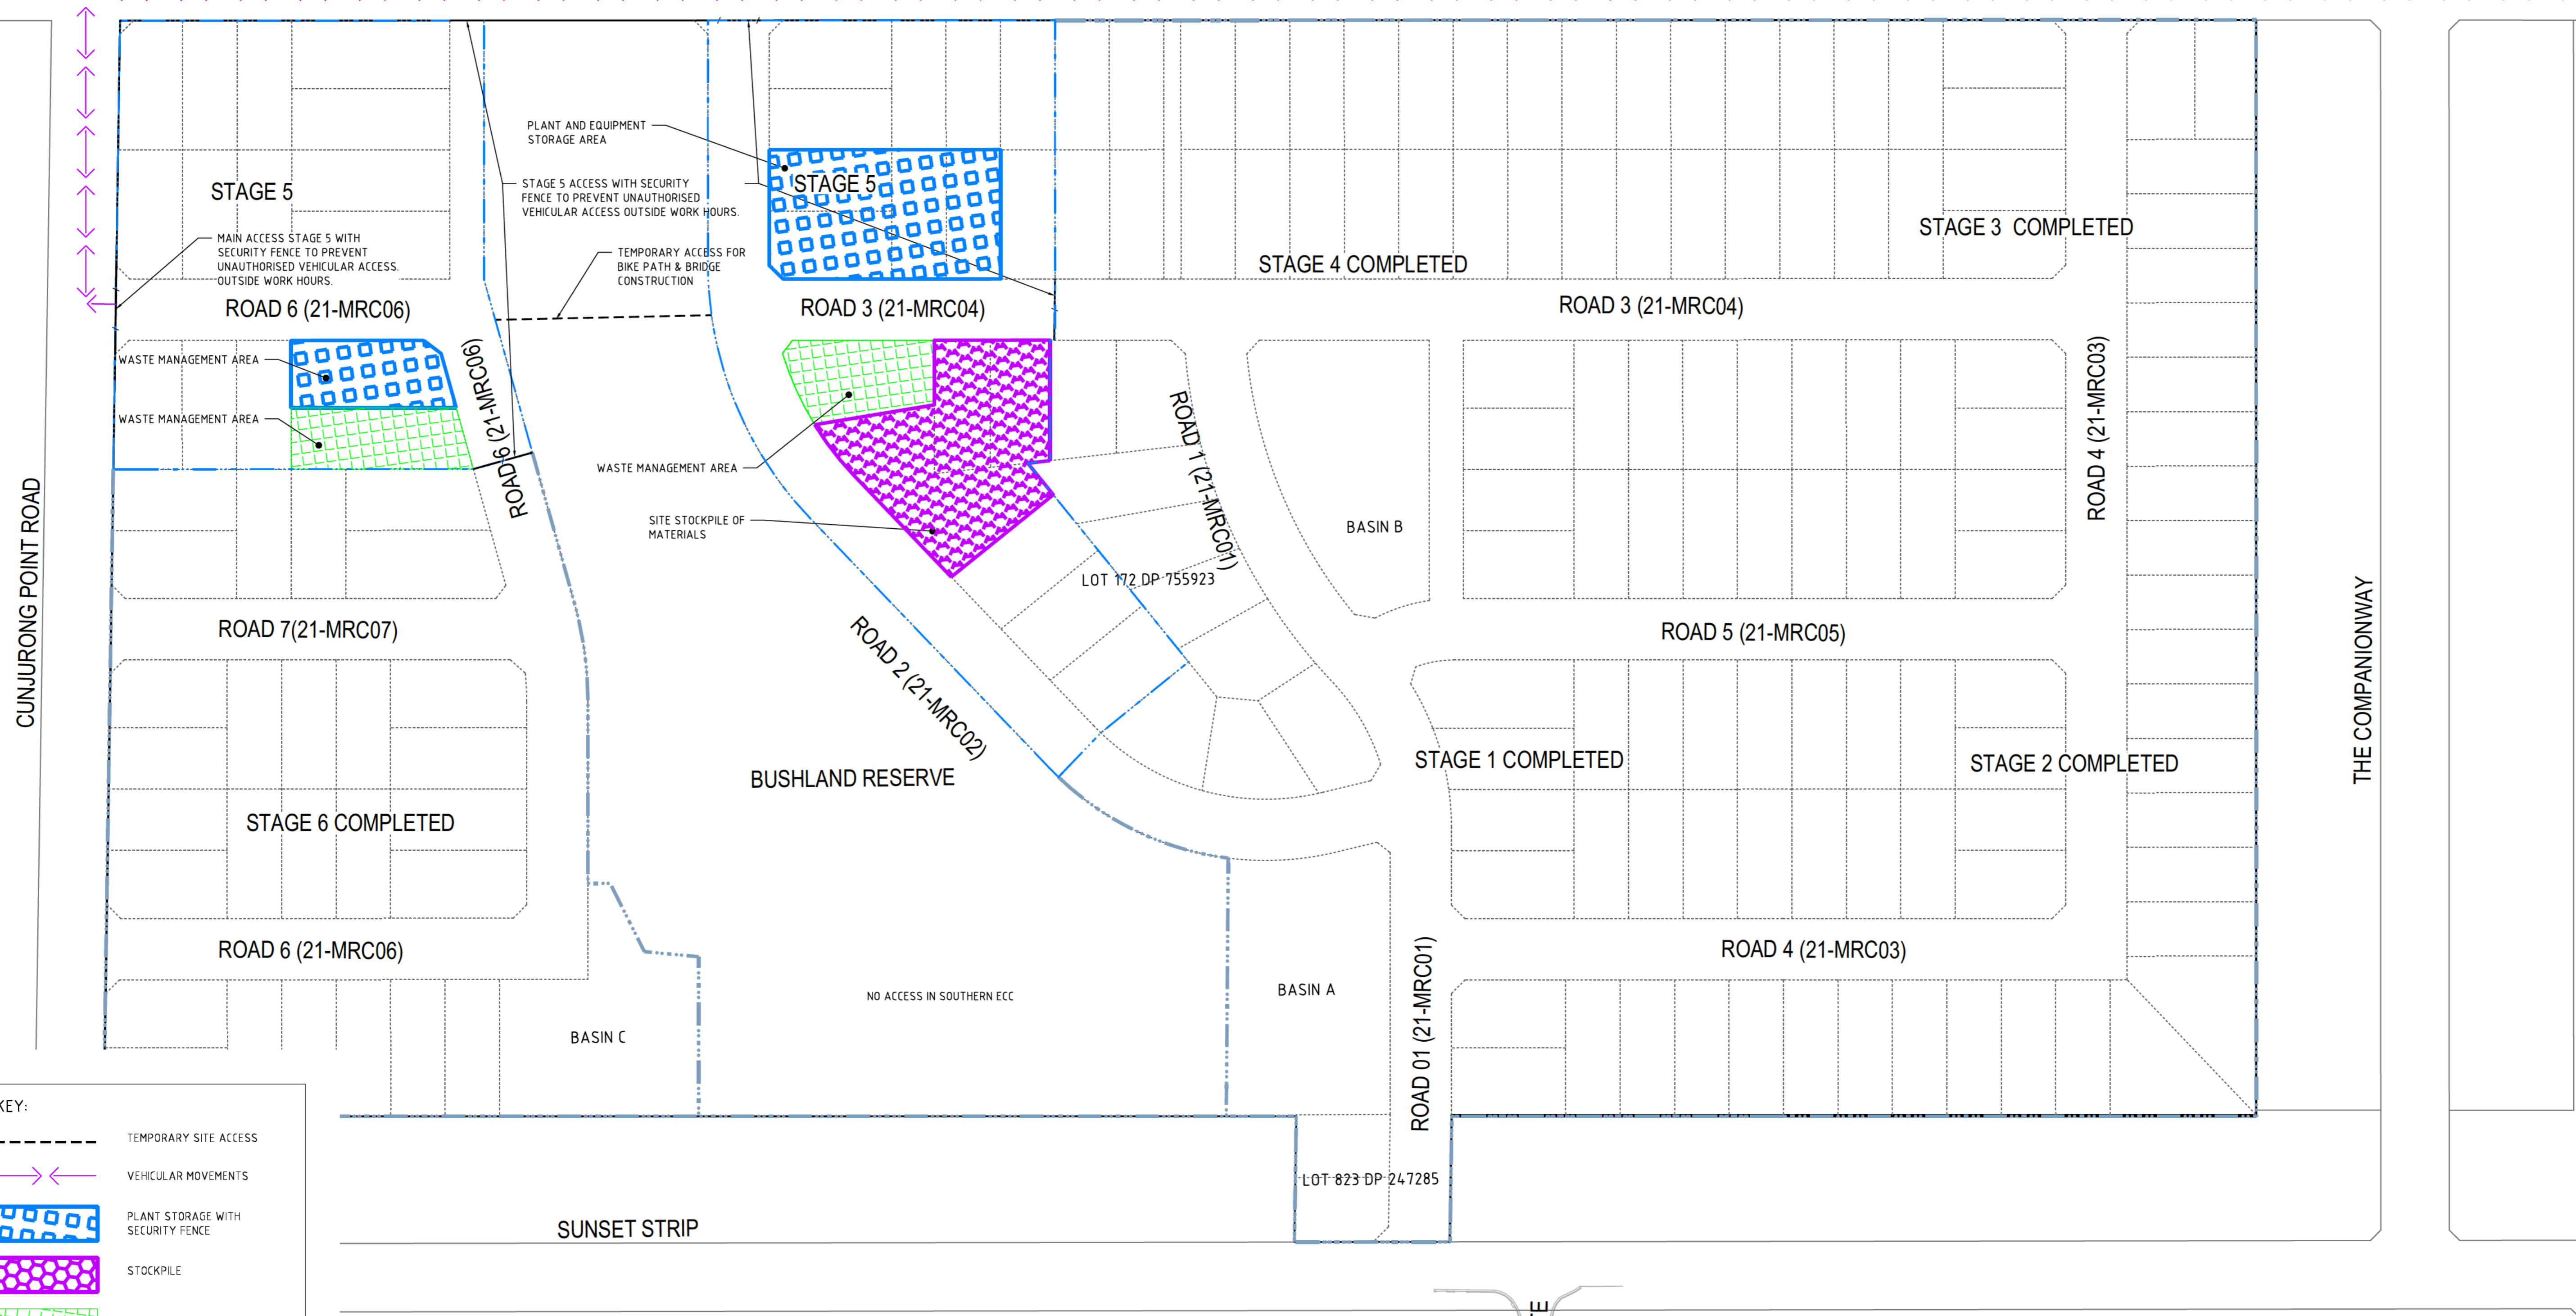 PLANT AND EQUIPMENT
STORAGE AREA
STAGE 5
STAGE 5
STAGE 5 ACCESS WITH SECURITY
FENCE TO PREVENT UNAUTHORISED
VEHICULAR ACCESS OUTSIDE WORK HOURS.
STAGE 3 COMPLETED
MAIN ACCESS STAGE 5 WITH
SECURITY FENCE TO PREVENT
UNAUTHORISED VEHICULAR ACCESS.
OUTSIDE WORK HOURS.
TEMPORARY ACCESS FOR
BIKE PATH & BRIDGE
CONSTRUCTION
STAGE 4 COMPLETED
ROAD 6 (21-MRC06)
ROAD 3 (21-MRC04)
ROAD 3 (21-MRC04)
WASTE MANAGEMENT AREA
WASTE MANAGEMENT AREA
ROAD 6 (21-MRC06)
WASTE MANAGEMENT AREA
ROAD 1 (21-MRC01)
ROAD 4 (21-MRC03)
SITE STOCKPILE OF
MATERIALS
BASIN B
LOT 172 DP 755923
CUNJURONG POINT ROAD
ROAD 7(21-MRC07)
ROAD 2 (21-MRC02)
ROAD 5 (21-MRC05)
THE COMPANIONWAY
BUSHLAND RESERVE
STAGE 1 COMPLETED
STAGE 2 COMPLETED
STAGE 6 COMPLETED
ROAD 6 (21-MRC06)
ROAD 4 (21-MRC03)
NO ACCESS IN SOUTHERN ECC
BASIN A
BASIN C
ROAD 01 (21-MRC01)
KEY:
TEMPORARY SITE ACCESS
VEHICULAR MOVEMENTS
PLANT STORAGE WITH
SECURITY FENCE
STOCKPILE
LOT 823 DP 247285
SUNSET STRIP